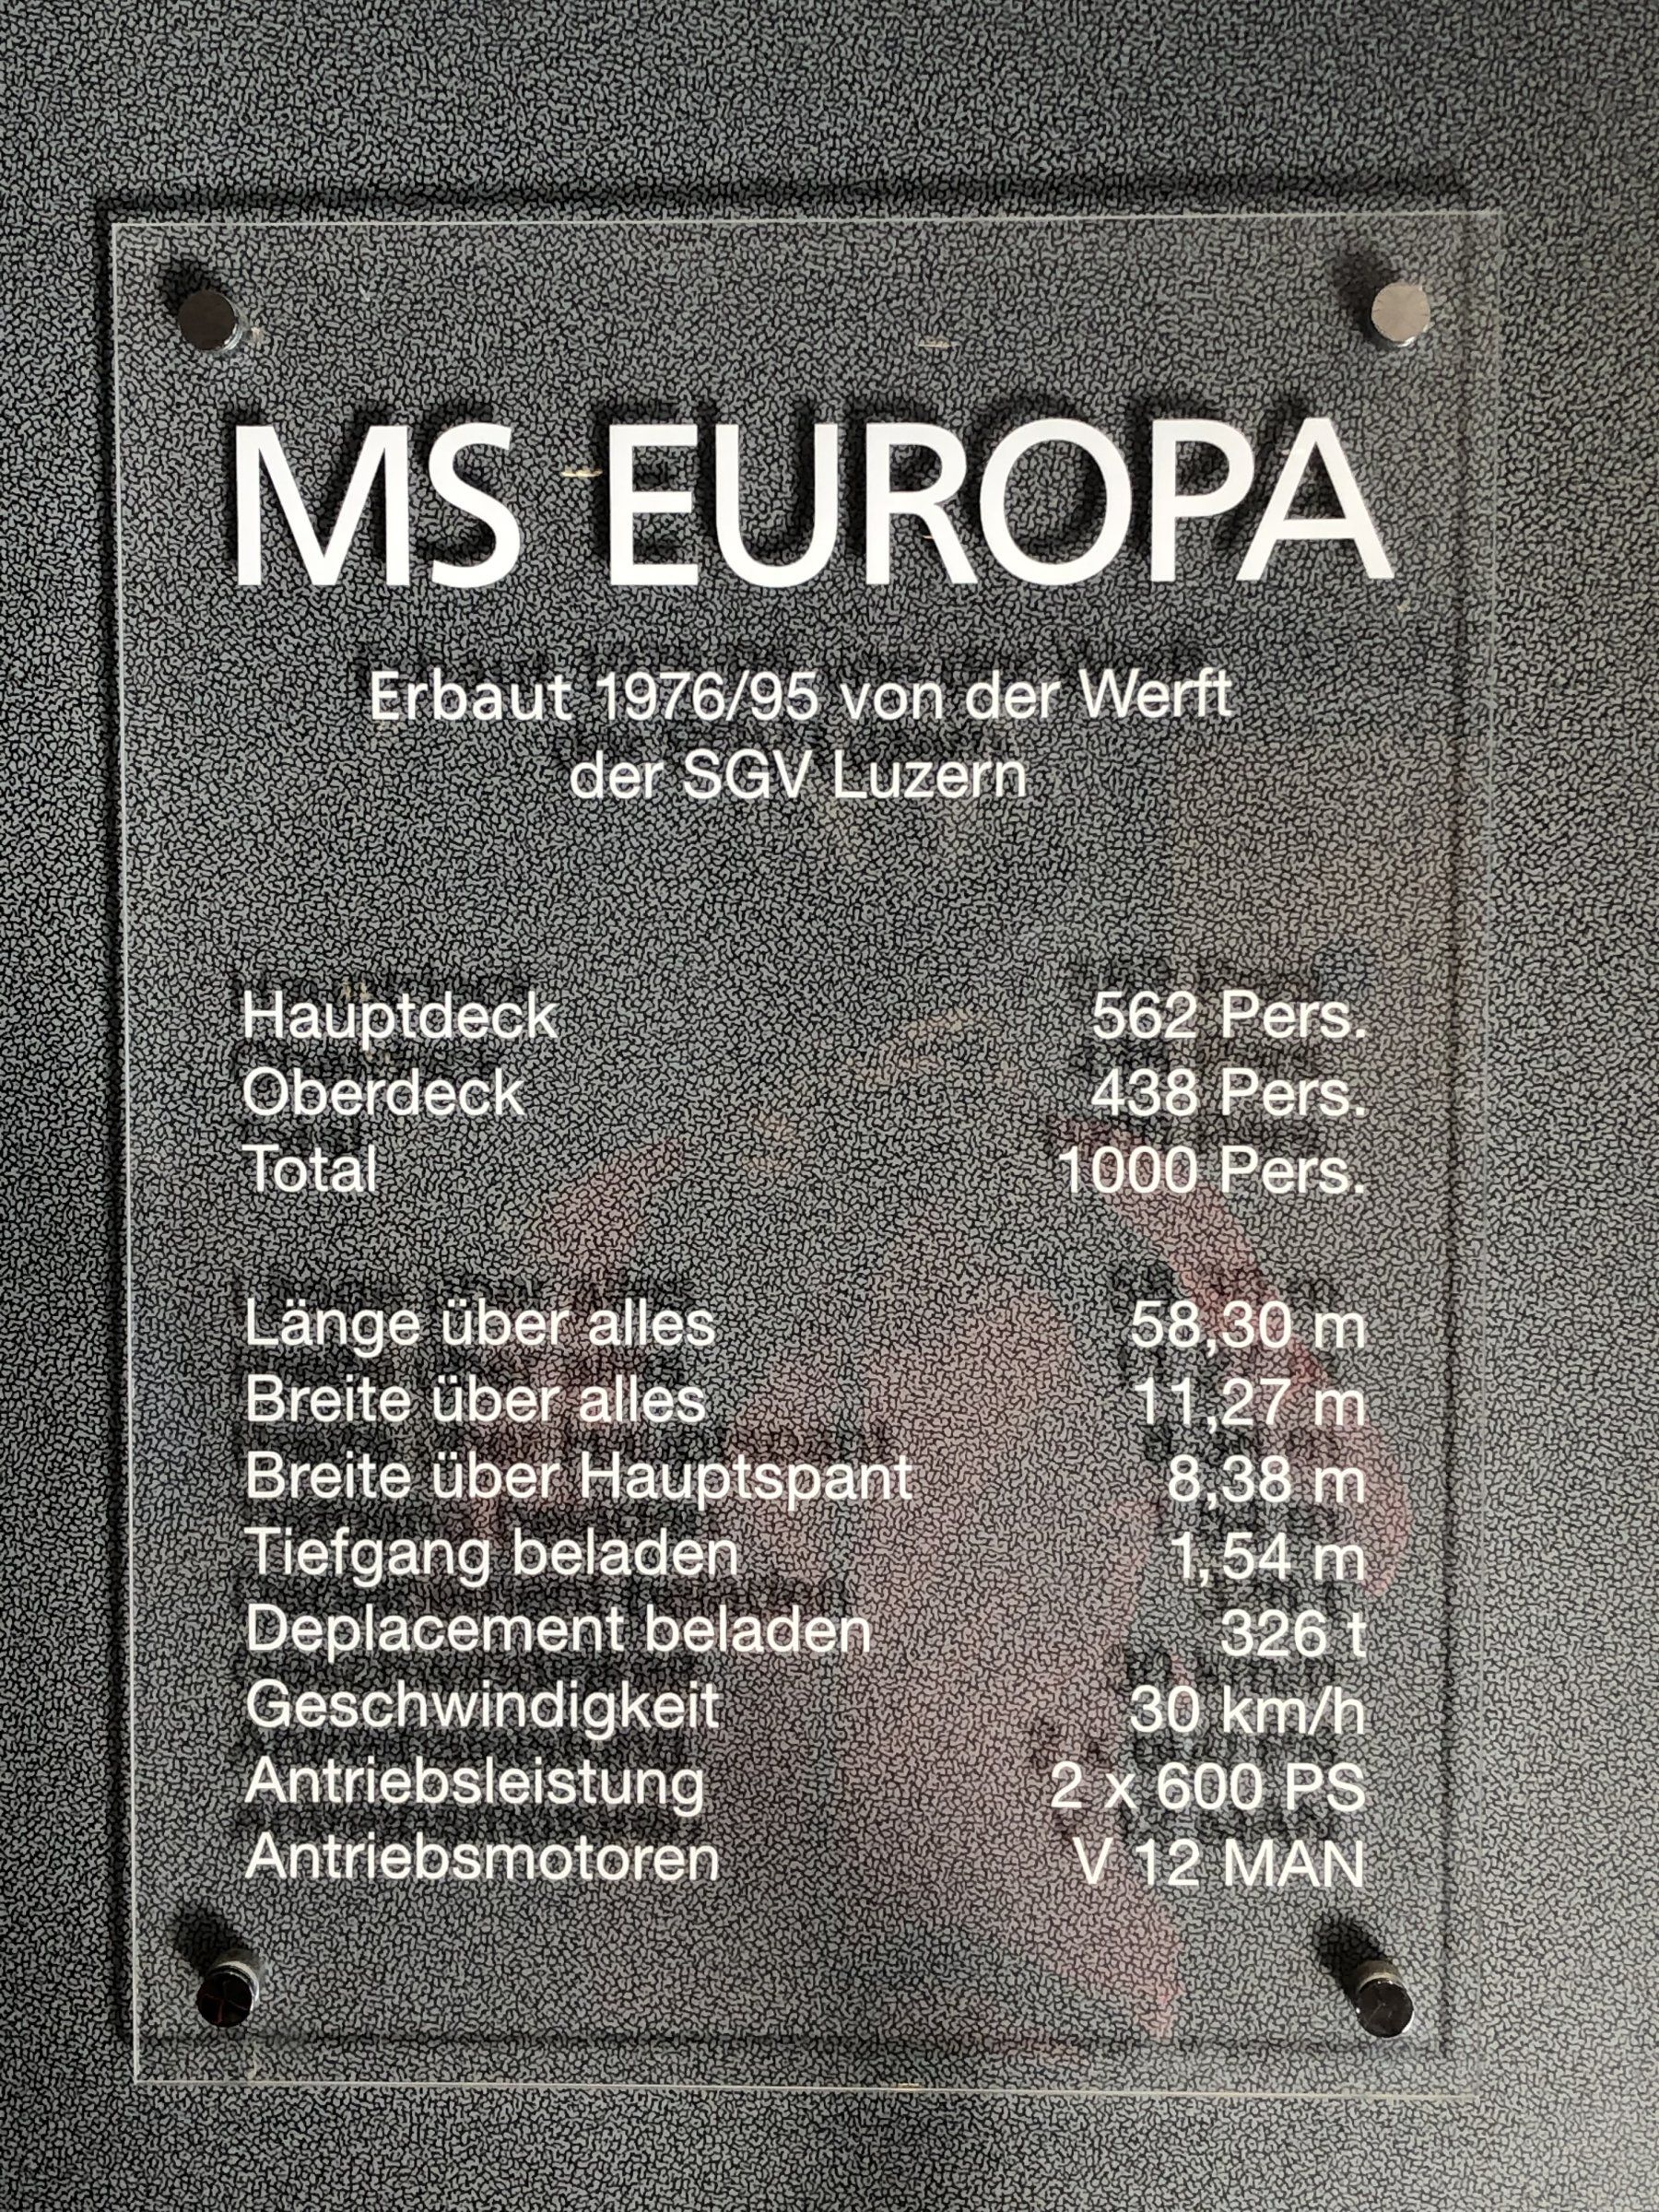 MS EUROPA
Erbaut 1976/95 von der Werft
der SGV Luzern
Hauptdeck 562 Pers.
Oberdeck 438 Pers.
Total 1000 Pers.
Länge über alles 58,30 m
Breite über alles 11,27 m
Breite über Hauptspant 8,38 m
Tiefgang beladen 1,54 m
Deplacement beladen 326 t
Geschwindigkeit 30 km/h
Antriebsleistung 2 x 600 PS
Antriebsmotoren V 12 MAN